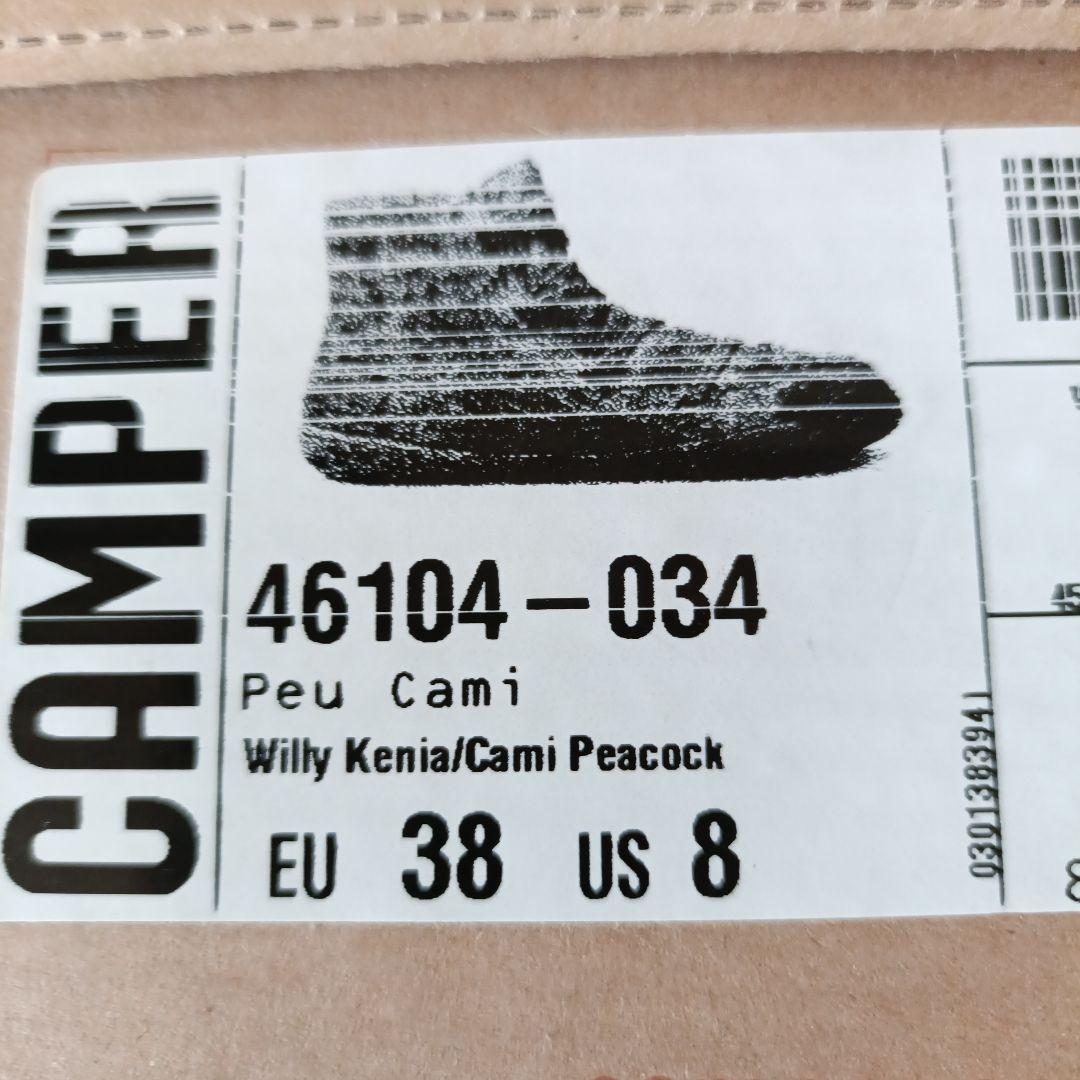 CAMPER
46104-034
Peu Cami
Willy Kenia/Cami Peacock
EU 38 US 8
0301383941